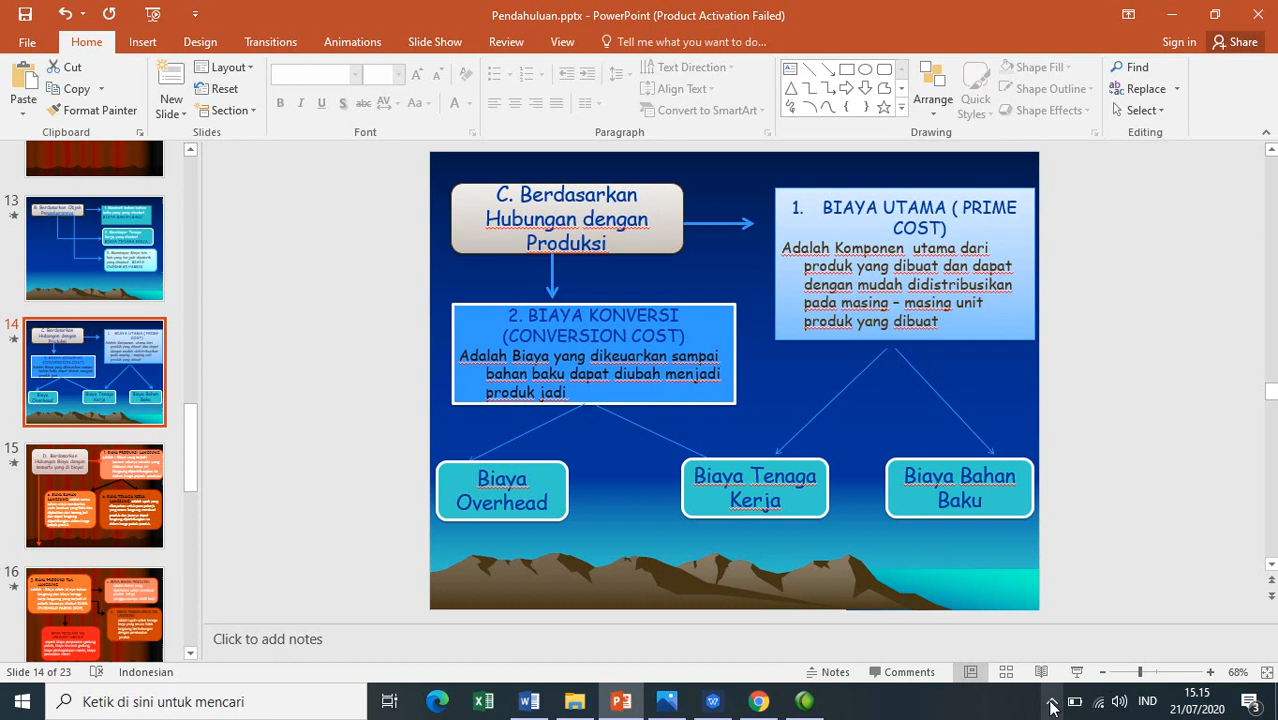 Pendahuluan.pptx - PowerPoint (Product Activation Failed)
File Home Insert Design Transitions Animations Slide Show Review View Tell me what you want to do... Sign in Share
Paste
Cut
Copy
Format Painter
Clipboard
New Slide
Layout
Reset
Section
Slides
B I U S abc AV Aa A
Font
Text Direction
Align Text
Convert to SmartArt
Paragraph
Arrange
Quick Styles
Shape Fill
Shape Outline
Shape Effects
Drawing
Find
Replace
Select
Editing
13
14
15
16
C. Berdasarkan
Hubungan dengan
Produksi
1. BIAYA UTAMA ( PRIME
COST)
Adalah Komponen utama dari
produk yang dibuat dan dapat
dengan mudah didistribusikan
pada masing – masing unit
produk yang dibuat
2. BIAYA KONVERSI
(CONVERSION COST)
Adalah Biaya yang dikeuarkan sampai
bahan baku dapat diubah menjadi
produk jadi
Biaya
Overhead
Biaya Tenaga
Kerja
Biaya Bahan
Baku
Click to add notes
Slide 14 of 23 Indonesian Notes Comments 68%
Ketik di sini untuk mencari
IND
15.15
21/07/2020
3